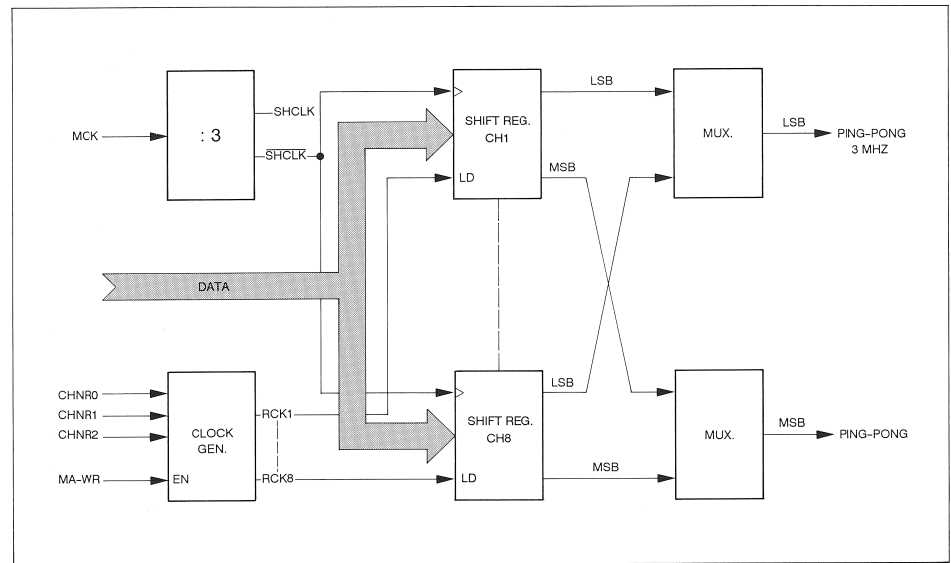 MCK
: 3
SHCLK
SHCLK
SHIFT REG.
CH1
LD
LSB
MSB
MUX.
LSB
PING-PONG
3 MHZ
DATA
CHNR0
CHNR1
CHNR2
MA-WR
CLOCK
GEN.
EN
RCK1
RCK8
SHIFT REG.
CH8
LD
LSB
MSB
MUX.
MSB
PING-PONG